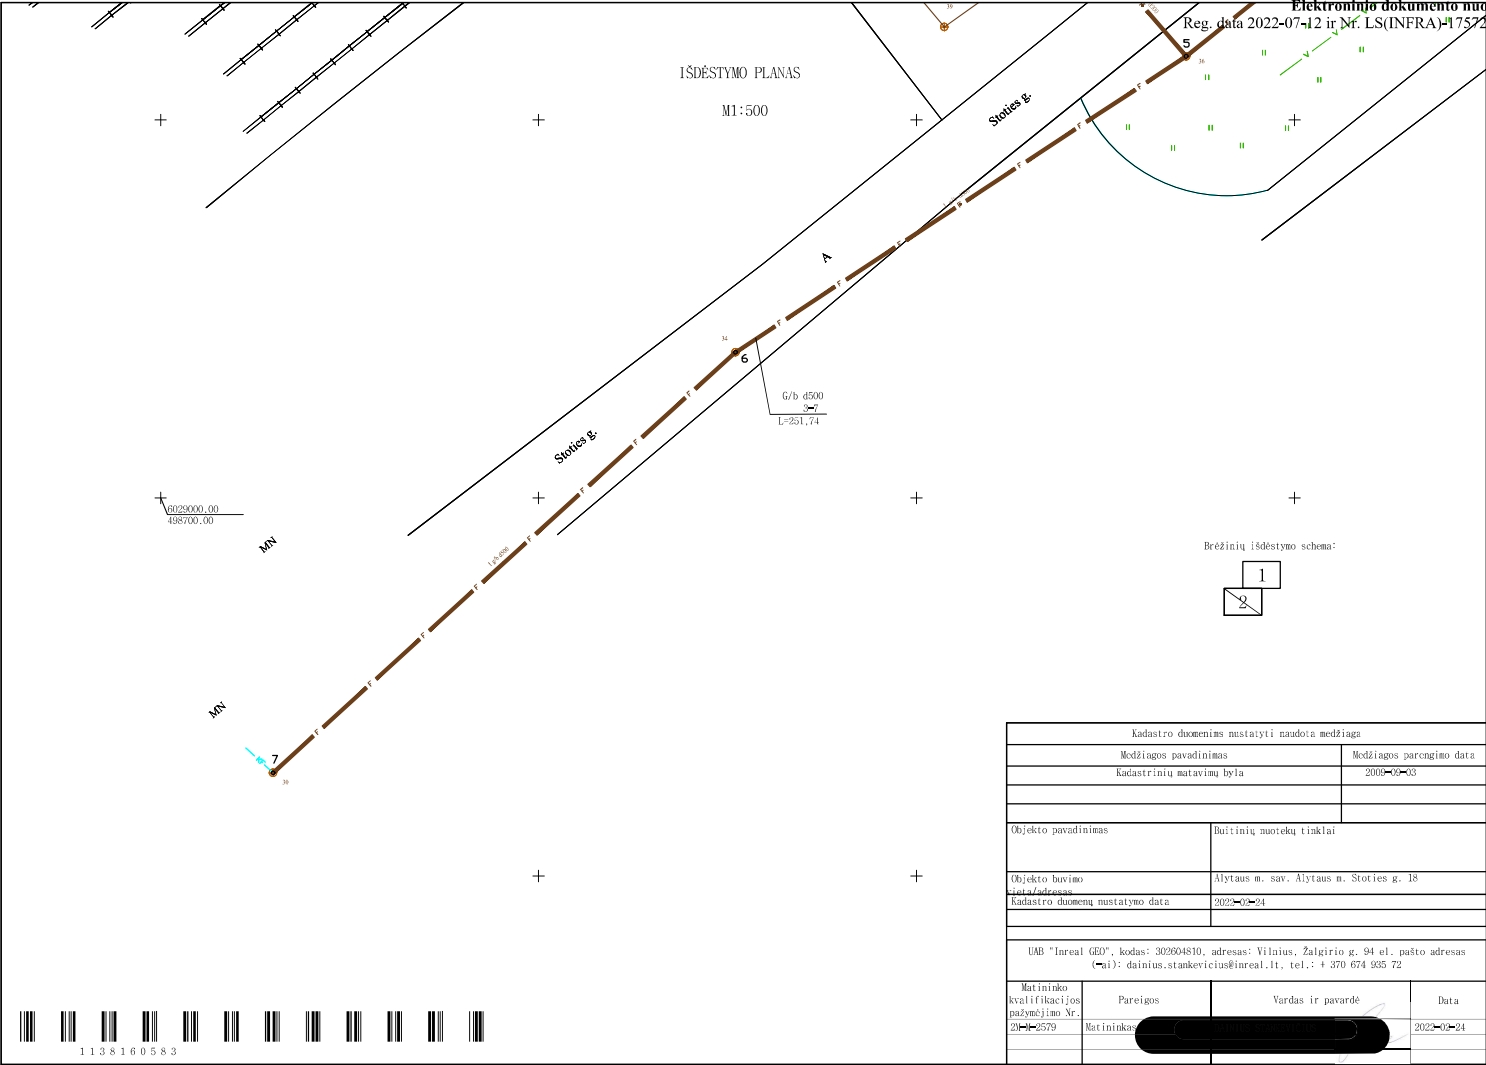 Elektroninio dokumento nuo
Reg. data 2022-07-12 ir Nr. LS(INFRA)-17572
IŠDĖSTYMO PLANAS
M1:500
39
5
36
Stoties g.
A
34
6
G/b d500
3-7
L=251,74
Stoties g.
6029000.00
498700.00
MN
MN
7
30
Brėžinių išdėstymo schema:
1
2
Kadastro duomenims nustatyti naudota medžiaga
Medžiagos pavadinimas Medžiagos parengimo data
Kadastrinių matavimų byla 2009-09-03
Objekto pavadinimas Buitinių nuotekų tinklai
Objekto buvimo vieta/adresas Alytaus m. sav. Alytaus m. Stoties g. 18
Kadastro duomenų nustatymo data 2022-02-24
UAB "Inreal GEO", kodas: 302604810, adresas: Vilnius, Žalgirio g. 94 el. pašto adresas
(-ai): dainius.stankevicius@inreal.lt, tel.: + 370 674 935 72
Matininko
kvalifikacijos
pažymėjimo Nr.
Pareigos Vardas ir pavardė Data
2M-M-2579 Matininkas 2022-02-24
1138160583